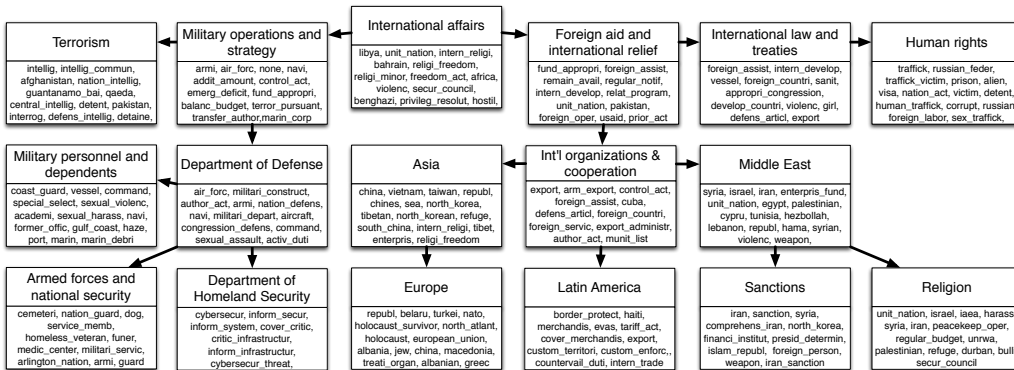 International affairs
libya, unit_nation, intern_religi,
bahrain, religi_freedom,
religi_minor, freedom_act, africa,
violenc, secur_council,
benghazi, privileg_resolut, hostil,
Terrorism
intellig, intellig_commun,
afghanistan, nation_intellig,
guantanamo_bai, qaeda,
central_intellig, detent, pakistan,
interrog, defens_intellig, detaine,
Military operations and
strategy
armi, air_forc, none, navi,
addit_amount, control_act,
emerg_deficit, fund_appropri,
balanc_budget, terror_pursuant,
transfer_author,marin_corp
Foreign aid and
international relief
fund_appropri, foreign_assist,
remain_avail, regular_notif,
intern_develop, relat_program,
unit_nation, pakistan,
foreign_oper, usaid, prior_act
International law and
treaties
foreign_assist, intern_develop,
vessel, foreign_countri, sanit,
appropri_congression,
develop_countri, violenc, girl,
defens_articl, export
Human rights
traffick, russian_feder,
traffick_victim, prison, alien,
visa, nation_act, victim, detent,
human_traffick, corrupt, russian,
foreign_labor, sex_traffick,
Military personnel and
dependents
coast_guard, vessel, command,
special_select, sexual_violenc,
academi, sexual_harass, navi,
former_offic, gulf_coast, haze,
port, marin, marin_debri
Department of Defense
air_forc, militari_construct,
author_act, armi, nation_defens,
navi, militari_depart, aircraft,
congression_defens, command,
sexual_assault, activ_duti
Asia
china, vietnam, taiwan, republ,
chines, sea, north_korea,
tibetan, north_korean, refuge,
south_china, intern_religi, tibet,
enterpris, religi_freedom
Int'l organizations &
cooperation
export, arm_export, control_act,
foreign_assist, cuba,
defens_articl, foreign_countri,
foreign_servic, export_administr,
author_act, munit_list
Middle East
syria, israel, iran, enterpris_fund,
unit_nation, egypt, palestinian,
cypru, tunisia, hezbollah,
lebanon, republ, hama, syrian,
violenc, weapon,
Armed forces and
national security
cemeteri, nation_guard, dog,
service_memb,
homeless_veteran, funer,
medic_center, militari_servic,
arlington_nation, armi, guard
Department of
Homeland Security
cybersecur, inform_secur,
inform_system, cover_critic,
critic_infrastructur,
inform_infrastructur,
cybersecur_threat,
Europe
republ, belaru, turkei, nato,
holocaust_survivor, north_atlant,
holocaust, european_union,
albania, jew, china, macedonia,
treati_organ, albanian, greec
Latin America
border_protect, haiti,
merchandis, evas, tariff_act,
cover_merchandis, export,
custom_territori, custom_enforc,,
countervail_duti, intern_trade
Sanctions
iran, sanction, syria,
comprehens_iran, north_korea,
financi_institut, presid_determin,
islam_republ, foreign_person,
weapon, iran_sanction
Religion
unit_nation, israel, iaea, harass,
syria, iran, peacekeep_oper,
regular_budget, unrwa,
palestinian, refuge, durban, bull,
secur_council